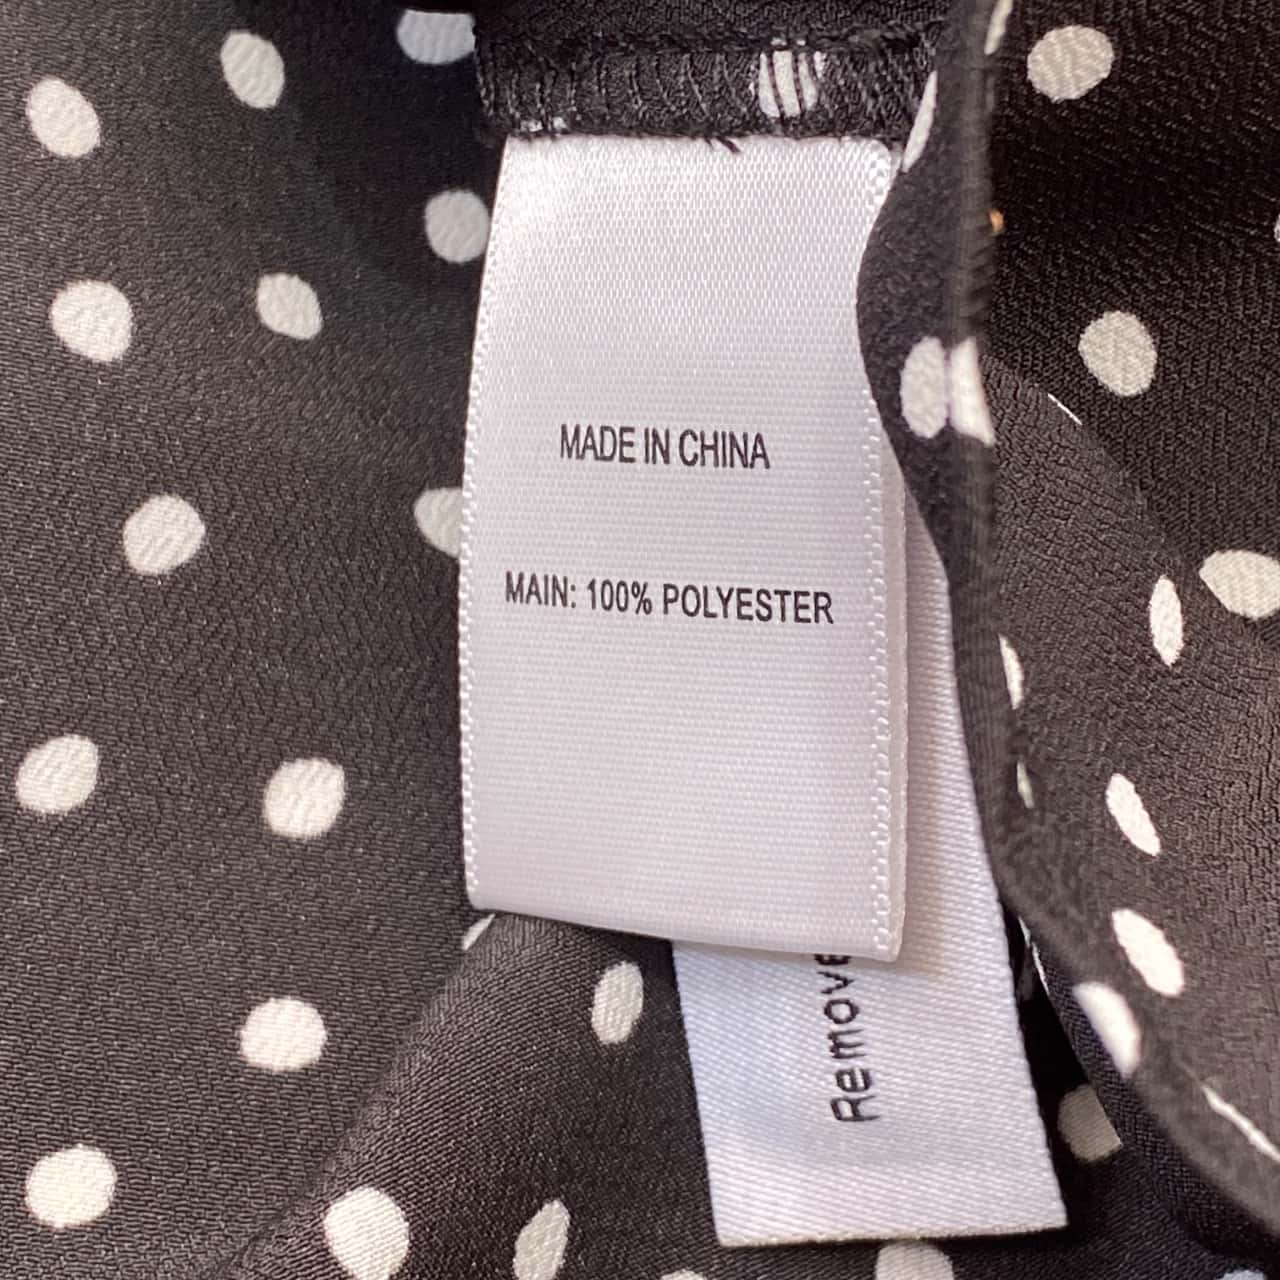 MADE IN CHINA
MAIN: 100% POLYESTER
Remove